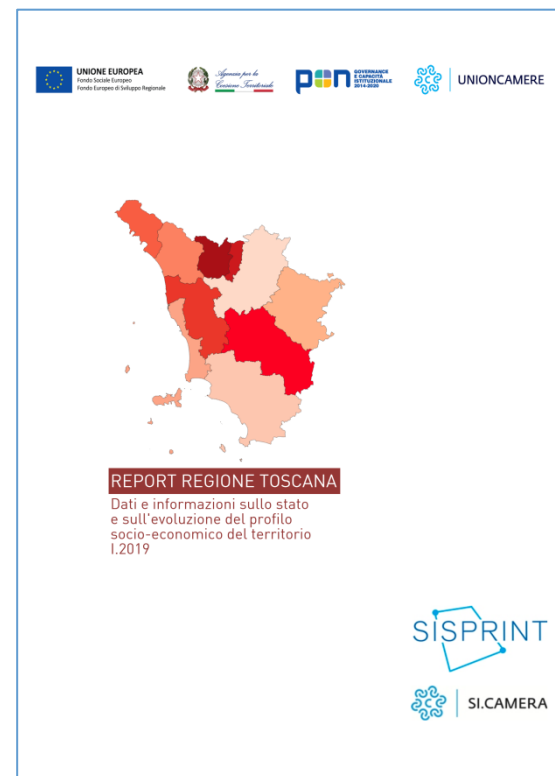 UNIONE EUROPEA
Fondo Sociale Europeo
Fondo Europeo di Sviluppo Regionale
Agenzia per la
Coesione Territoriale
pon GOVERNANCE
E CAPACITÀ
ISTITUZIONALE
2014-2020
UNIONCAMERE
REPORT REGIONE TOSCANA
Dati e informazioni sullo stato
e sull'evoluzione del profilo
socio-economico del territorio
I.2019
SISPRINT
SI.CAMERA